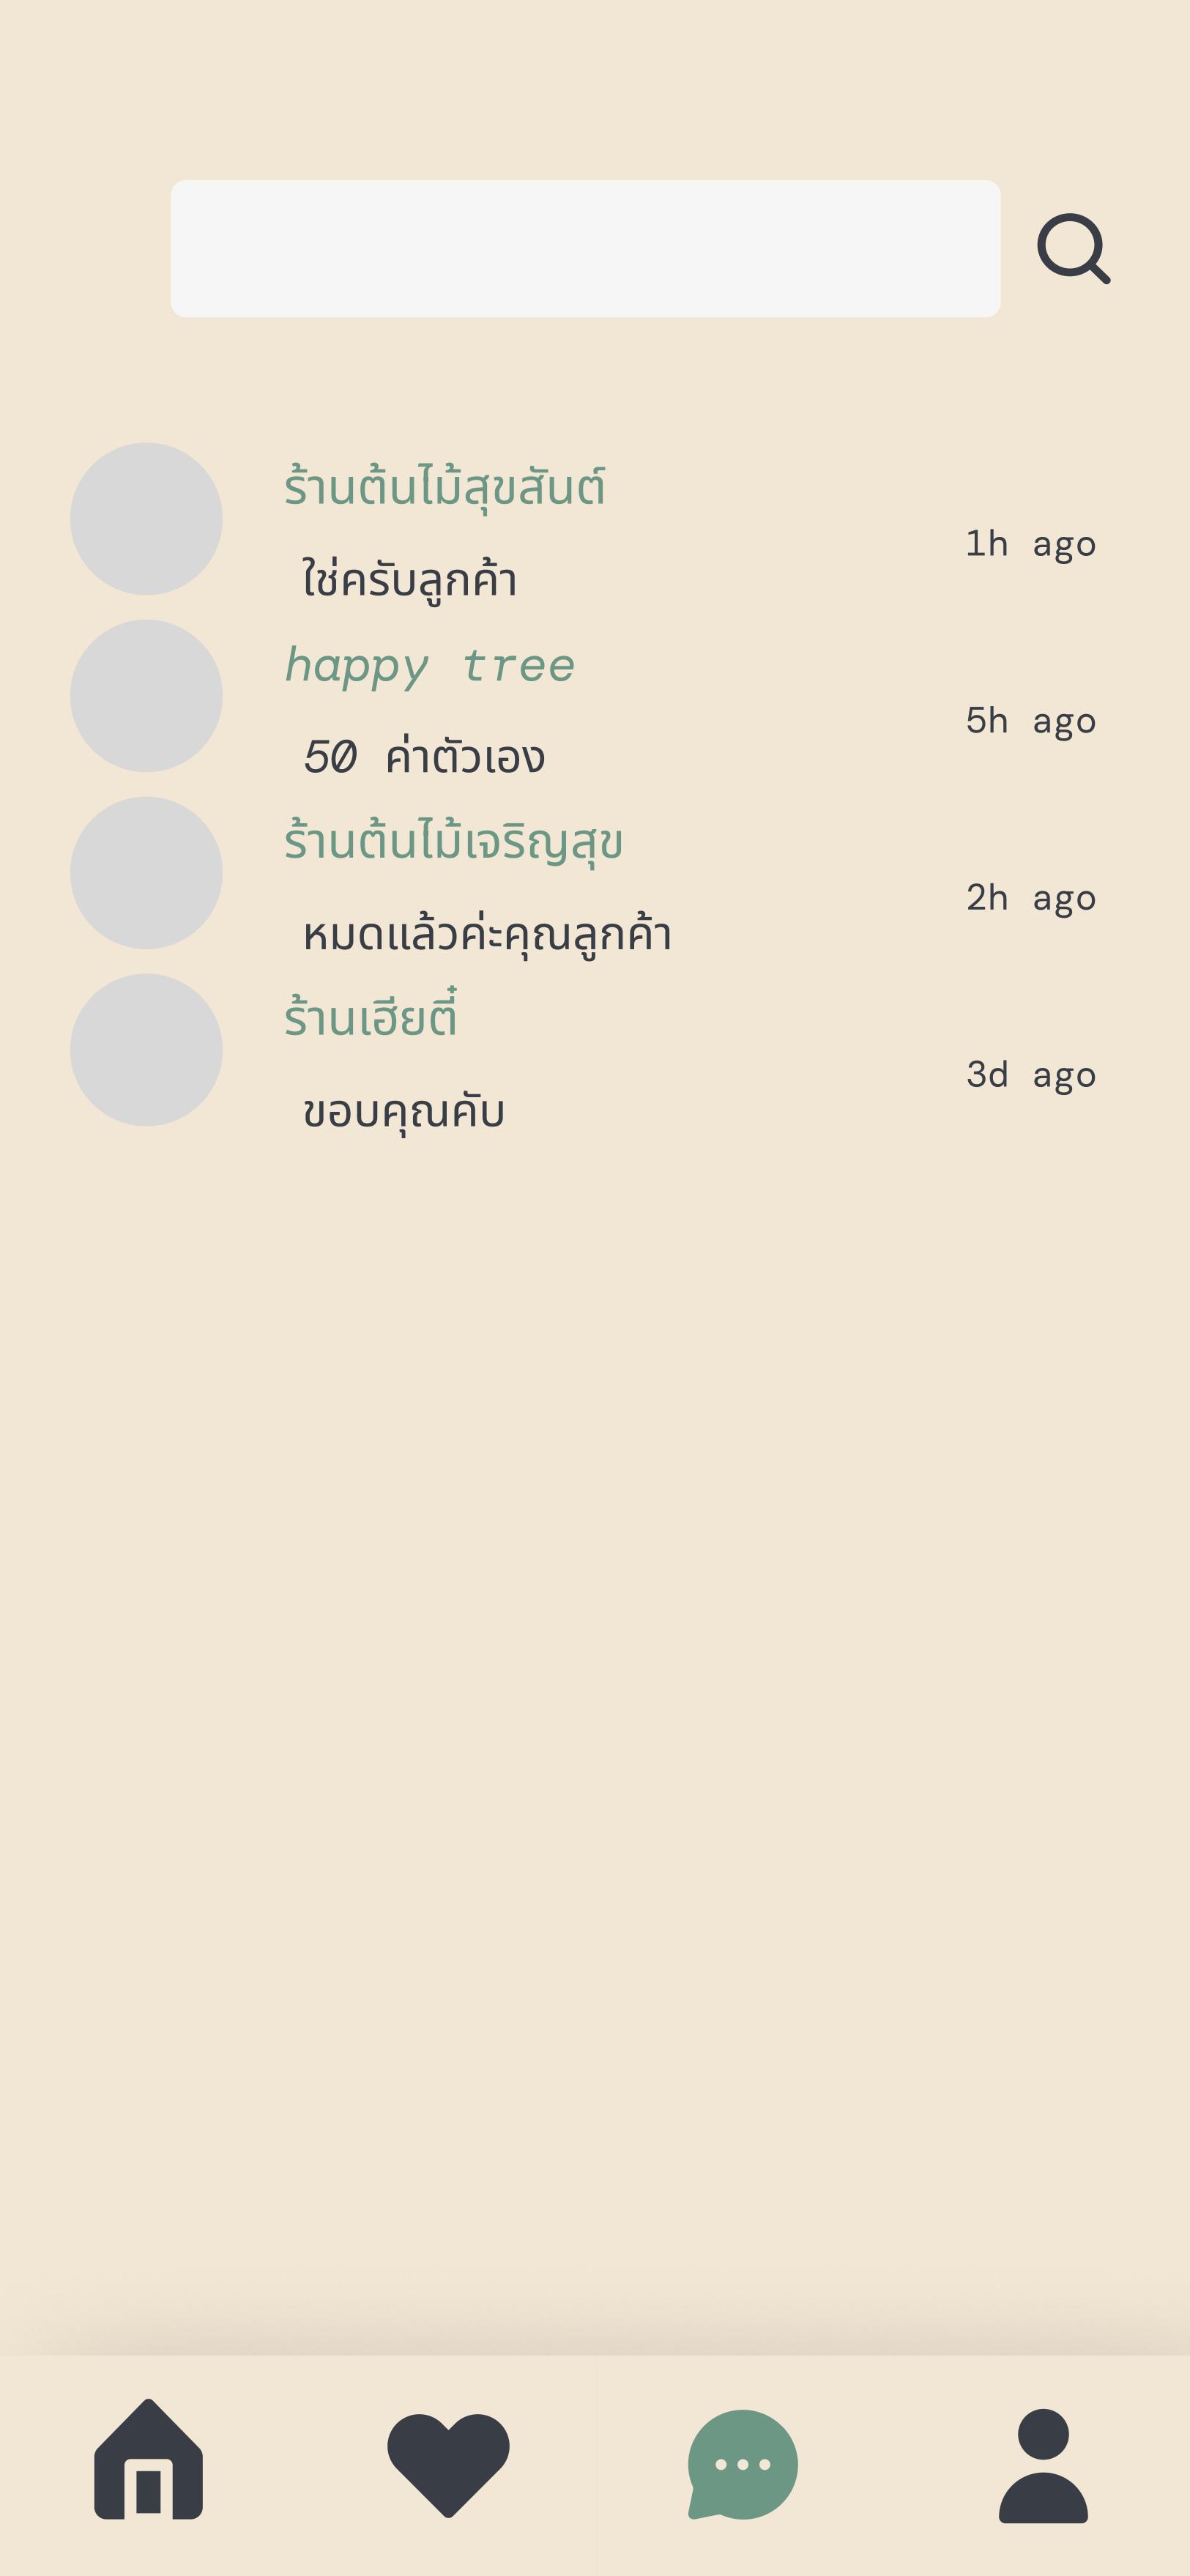 ร้านต้นไม้สุขสันต์
1h ago
ใช่ครับลูกค้า
happy tree
5h ago
50 ค่าตัวเอง
ร้านต้นไม้เจริญสุข
2h ago
หมดแล้วค่ะคุณลูกค้า
ร้านเฮียตี๋
3d ago
ขอบคุณคับ